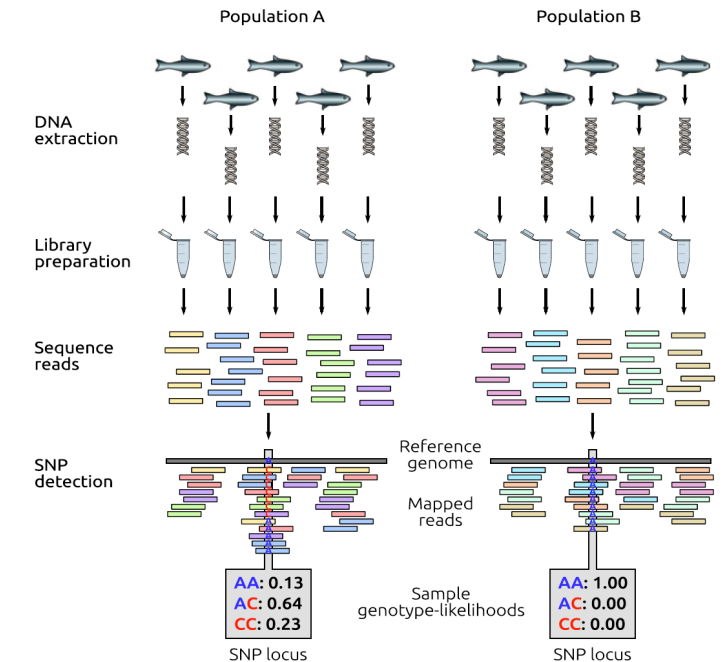 Population A
Population B
DNA
extraction
Library
preparation
Sequence
reads
SNP
detection
Reference
genome
Mapped
reads
Sample
genotype-likelihoods
AA: 0.13
AC: 0.64
CC: 0.23
SNP locus
AA: 1.00
AC: 0.00
CC: 0.00
SNP locus